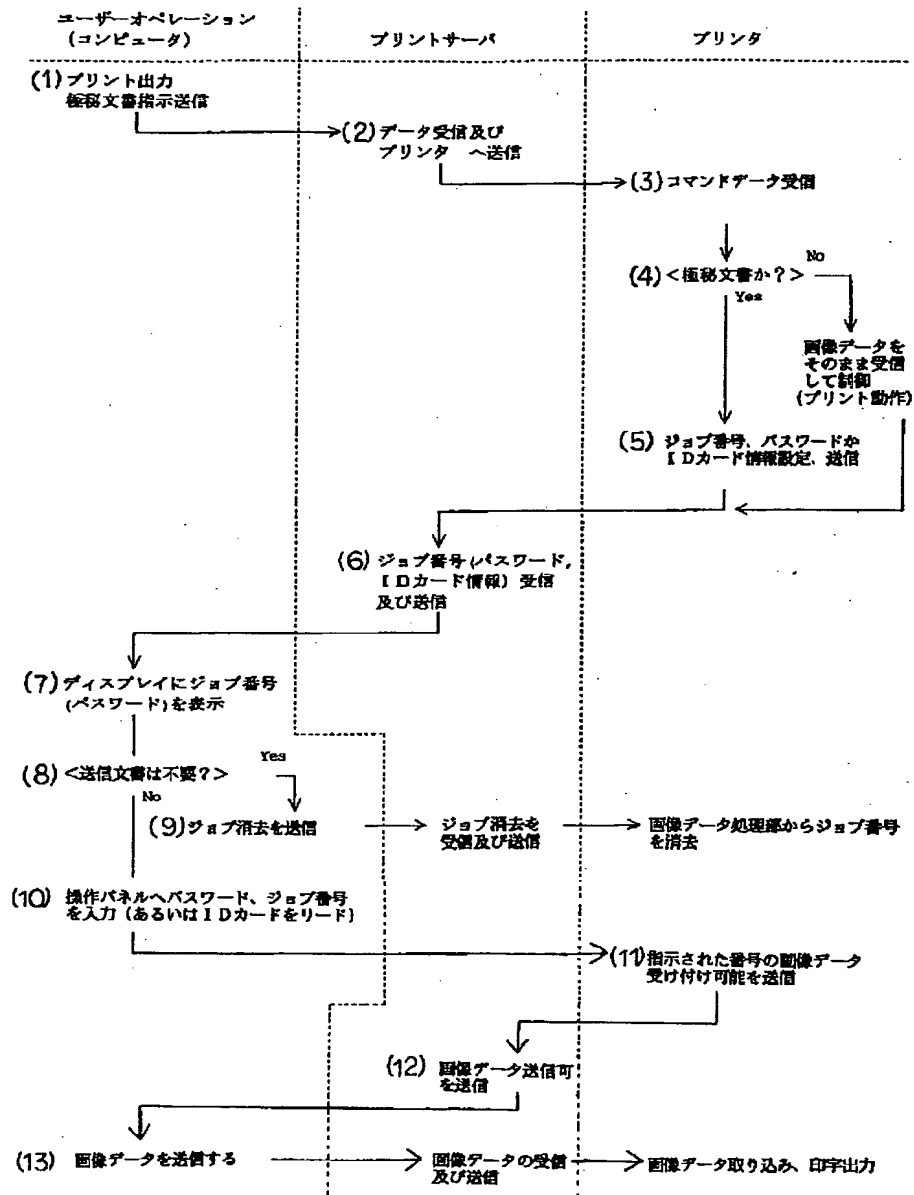 ユーザーオペレーション
(コンピュータ)
プリントサーバ
プリンタ
(1) プリント出力
極秘文書指示送信
(2) データ受信及び
プリンタ へ送信
(3) コマンドデータ受信
(4) <極秘文書か？>
No
Yes
画像データを
そのまま受信
して制御
(プリント動作)
(5) ジョブ番号、パスワードか
ＩＤカード情報設定、送信
(6) ジョブ番号(パスワード,
ＩＤカード情報) 受信
及び送信
(7) ディスプレイにジョブ番号
(パスワード)を表示
(8) <送信文書は不要？>
Yes
No
(9) ジョブ消去を送信
ジョブ消去を
受信及び送信
画像データ処理部からジョブ番号
を消去
(10) 操作パネルへパスワード、ジョブ番号
を入力 (あるいはＩＤカードをリード)
(11) 指示された番号の画像データ
受け付け可能を送信
(12) 画像データ送信可
を送信
(13) 画像データを送信する
画像データの受信
及び送信
画像データ取り込み、印字出力